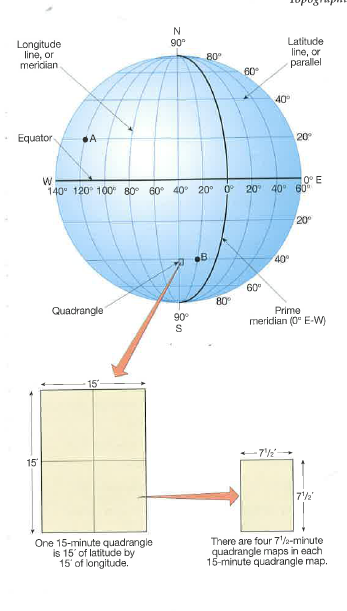 Topographic
N
90°
Longitude
line, or
meridian
Latitude
line, or
parallel
80°
60°
40°
Equator
A
20°
W
0° E
140° 120° 100° 80° 60° 40° 20° 0° 20° 40° 60°
20°
B
40°
60°
80°
Quadrangle
90°
S
Prime
meridian (0° E-W)
15′
15′
7½′
7½′
One 15-minute quadrangle
is 15′ of latitude by
15′ of longitude.
There are four 7½-minute
quadrangle maps in each
15-minute quadrangle map.